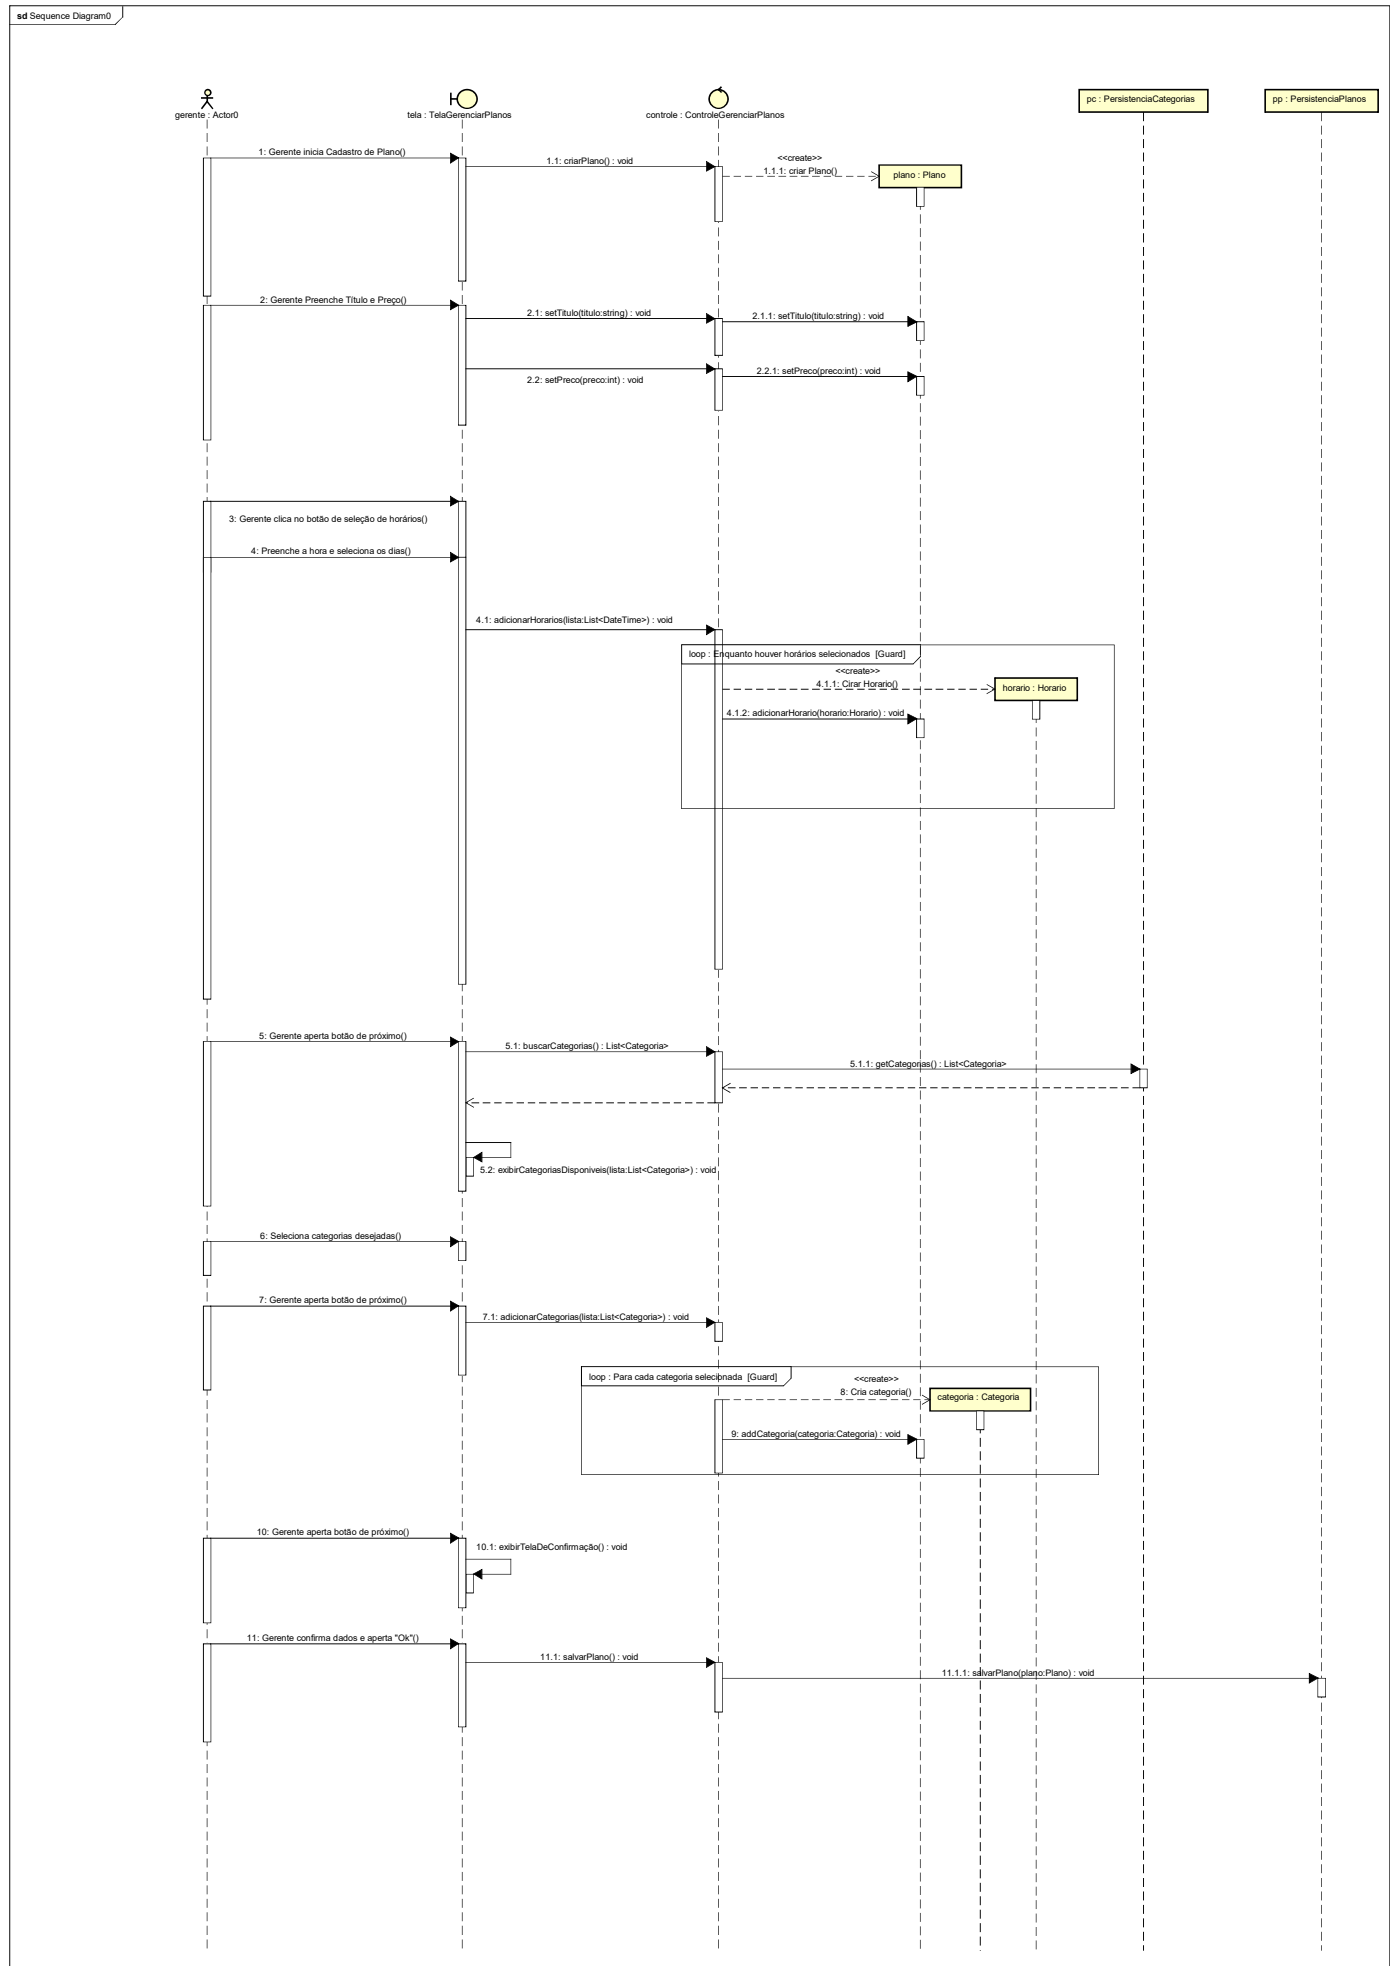 sd Sequence Diagram0
gerente : Actor0
tela : TelaGerenciarPlanos
controle : ControleGerenciarPlanos
pc : PersistenciaCategorias
pp : PersistenciaPlanos
1: Gerente inicia Cadastro de Plano()
1.1: criarPlano() : void
<<create>>
1.1.1: criar Plano()
plano : Plano
2: Gerente Preenche Título e Preço()
2.1: setTitulo(titulo:string) : void
2.1.1: setTitulo(titulo:string) : void
2.2: setPreco(preco:int) : void
2.2.1: setPreco(preco:int) : void
3: Gerente clica no botão de seleção de horários()
4: Preenche a hora e seleciona os dias()
4.1: adicionarHorarios(lista:List<DateTime>) : void
loop : Enquanto houver horários selecionados [Guard]
<<create>>
4.1.1: Cirar Horario()
horario : Horario
4.1.2: adicionarHorario(horario:Horario) : void
5: Gerente aperta botão de próximo()
5.1: buscarCategorias() : List<Categoria>
5.1.1: getCategorias() : List<Categoria>
5.2: exibirCategoriasDisponiveis(lista:List<Categoria>) : void
6: Seleciona categorias desejadas()
7: Gerente aperta botão de próximo()
7.1: adicionarCategorias(lista:List<Categoria>) : void
loop : Para cada categoria selecionada [Guard]
<<create>>
8: Cria categoria()
categoria : Categoria
9: addCategoria(categoria:Categoria) : void
10: Gerente aperta botão de próximo()
10.1: exibirTelaDeConfirmação() : void
11: Gerente confirma dados e aperta "Ok"()
11.1: salvarPlano() : void
11.1.1: salvarPlano(plano:Plano) : void